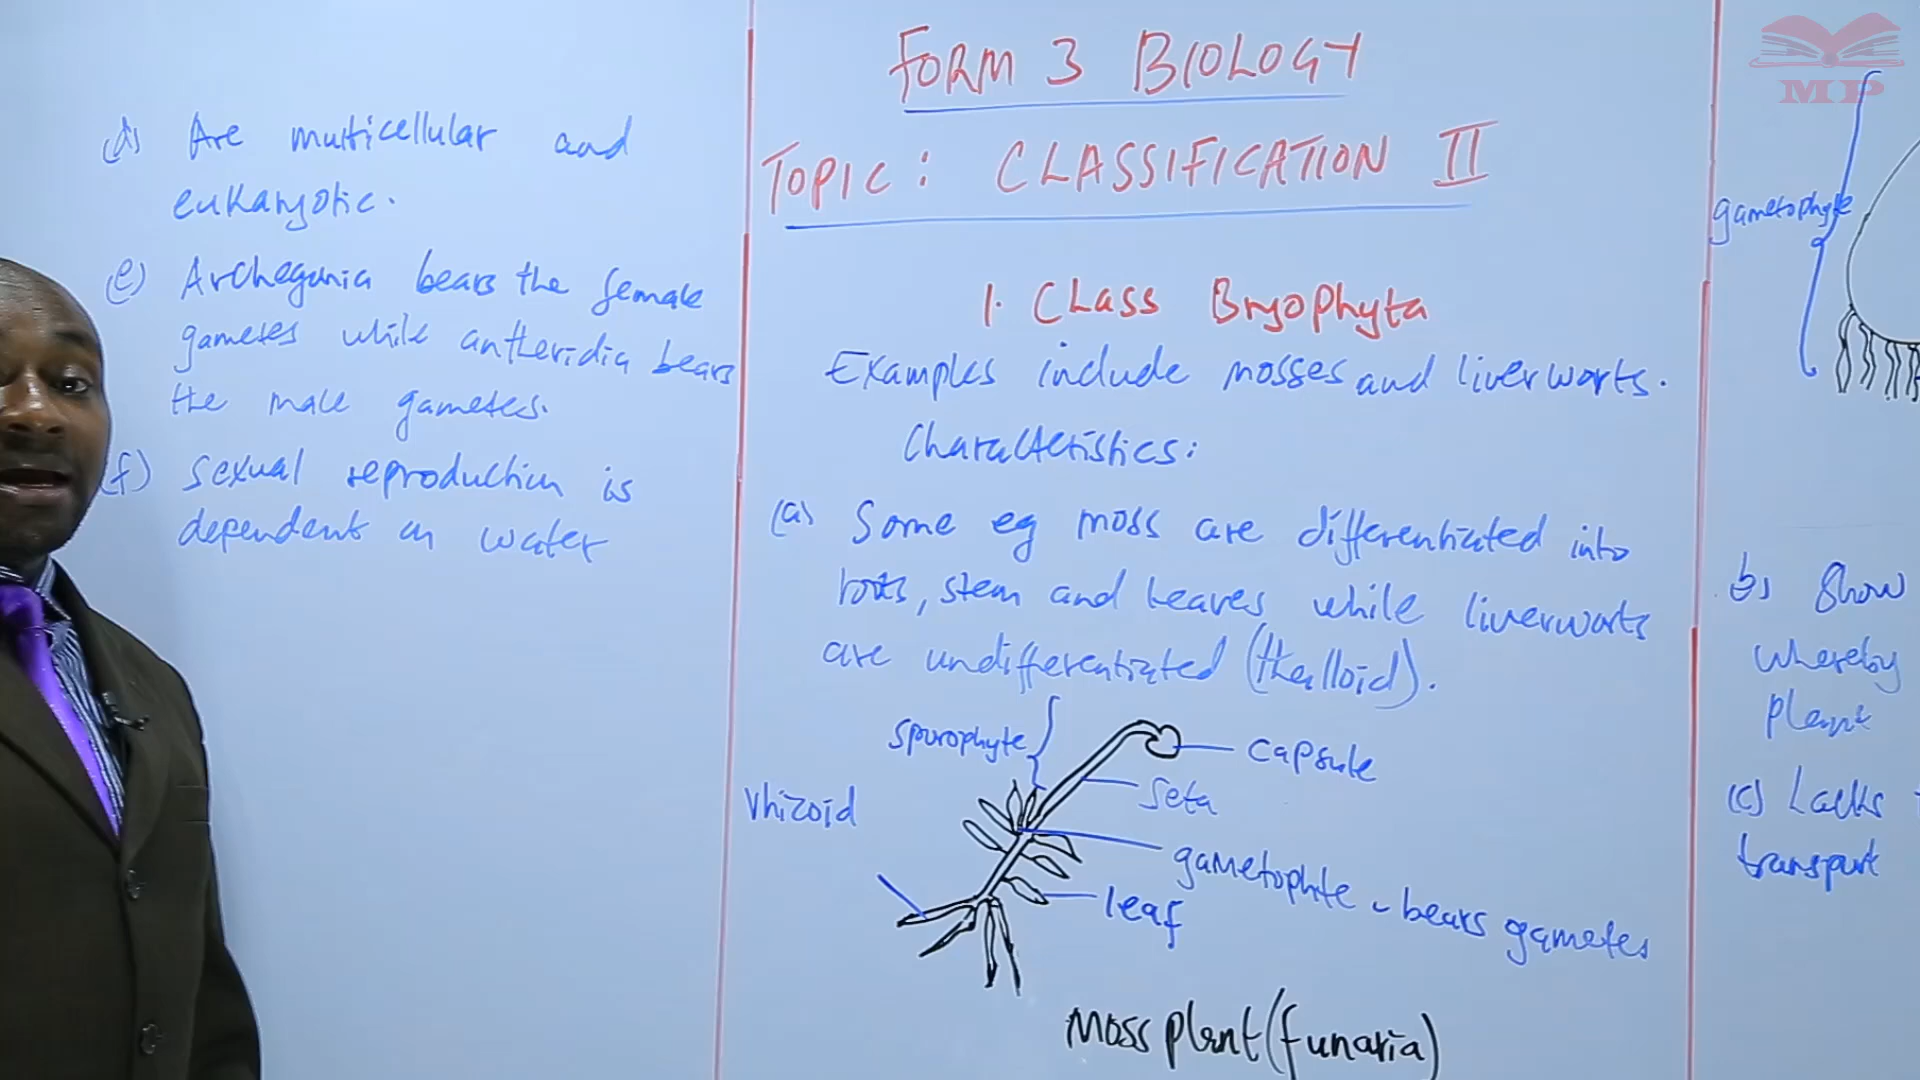 FORM 3 BIOLOGY
TOPIC: CLASSIFICATION II
(d) Are multicellular and
eukaryotic.
(e) Archegonia bears the female
gametes while antheridia bears
the male gametes.
(f) Sexual reproduction is
dependent on water
1. Class Bryophyta
Examples include mosses and liverworts.
Characteristics:
(a) Some eg moss are differentiated into
roots, stem and leaves while liverworts
are undifferentiated (thalloid).
sporophyte
capsule
seta
rhizoid
gametophte - bears gametes
leaf
Moss plant (funaria)
gametophyte
b) Show
whereby
plant
(c) Lacks
transport
MP